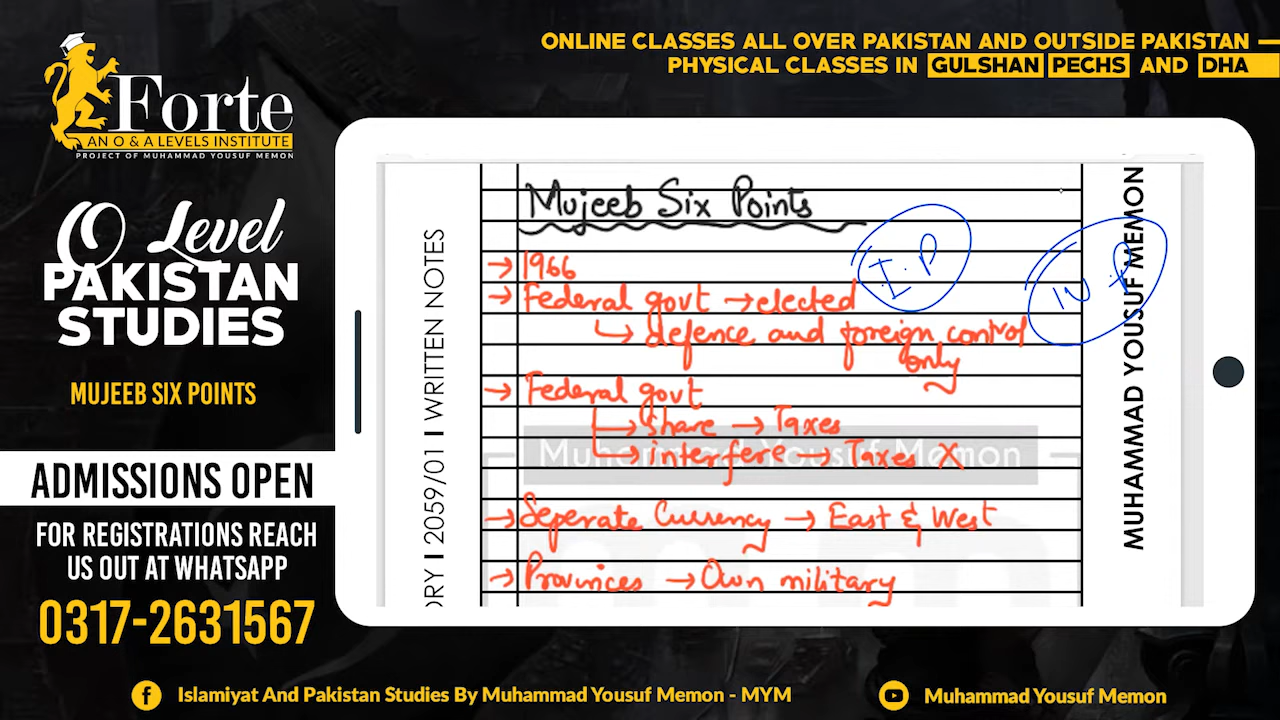 ONLINE CLASSES ALL OVER PAKISTAN AND OUTSIDE PAKISTAN
PHYSICAL CLASSES IN GULSHAN PECHS AND DHA
Forte
AN O & A LEVELS INSTITUTE
PROJECT OF MUHAMMAD YOUSUF MEMON
O Level
PAKISTAN
STUDIES
MUJEEB SIX POINTS
ADMISSIONS OPEN
FOR REGISTRATIONS REACH
US OUT AT WHATSAPP
0317-2631567
ORY I 2059/01 I WRITTEN NOTES
Mujeeb Six Points
→ 1966
I.P
→ Federal govt → elected
↳ defence and foreign control
only
→ Federal govt
↳ share → Taxes
↳ interfere → Taxes X
Muhammad Yousuf Memon
→ Seperate Currency → East & West
→ Provinces → Own military
MUHAMMAD YOUSUF MEMON
Islamiyat And Pakistan Studies By Muhammad Yousuf Memon - MYM
Muhammad Yousuf Memon